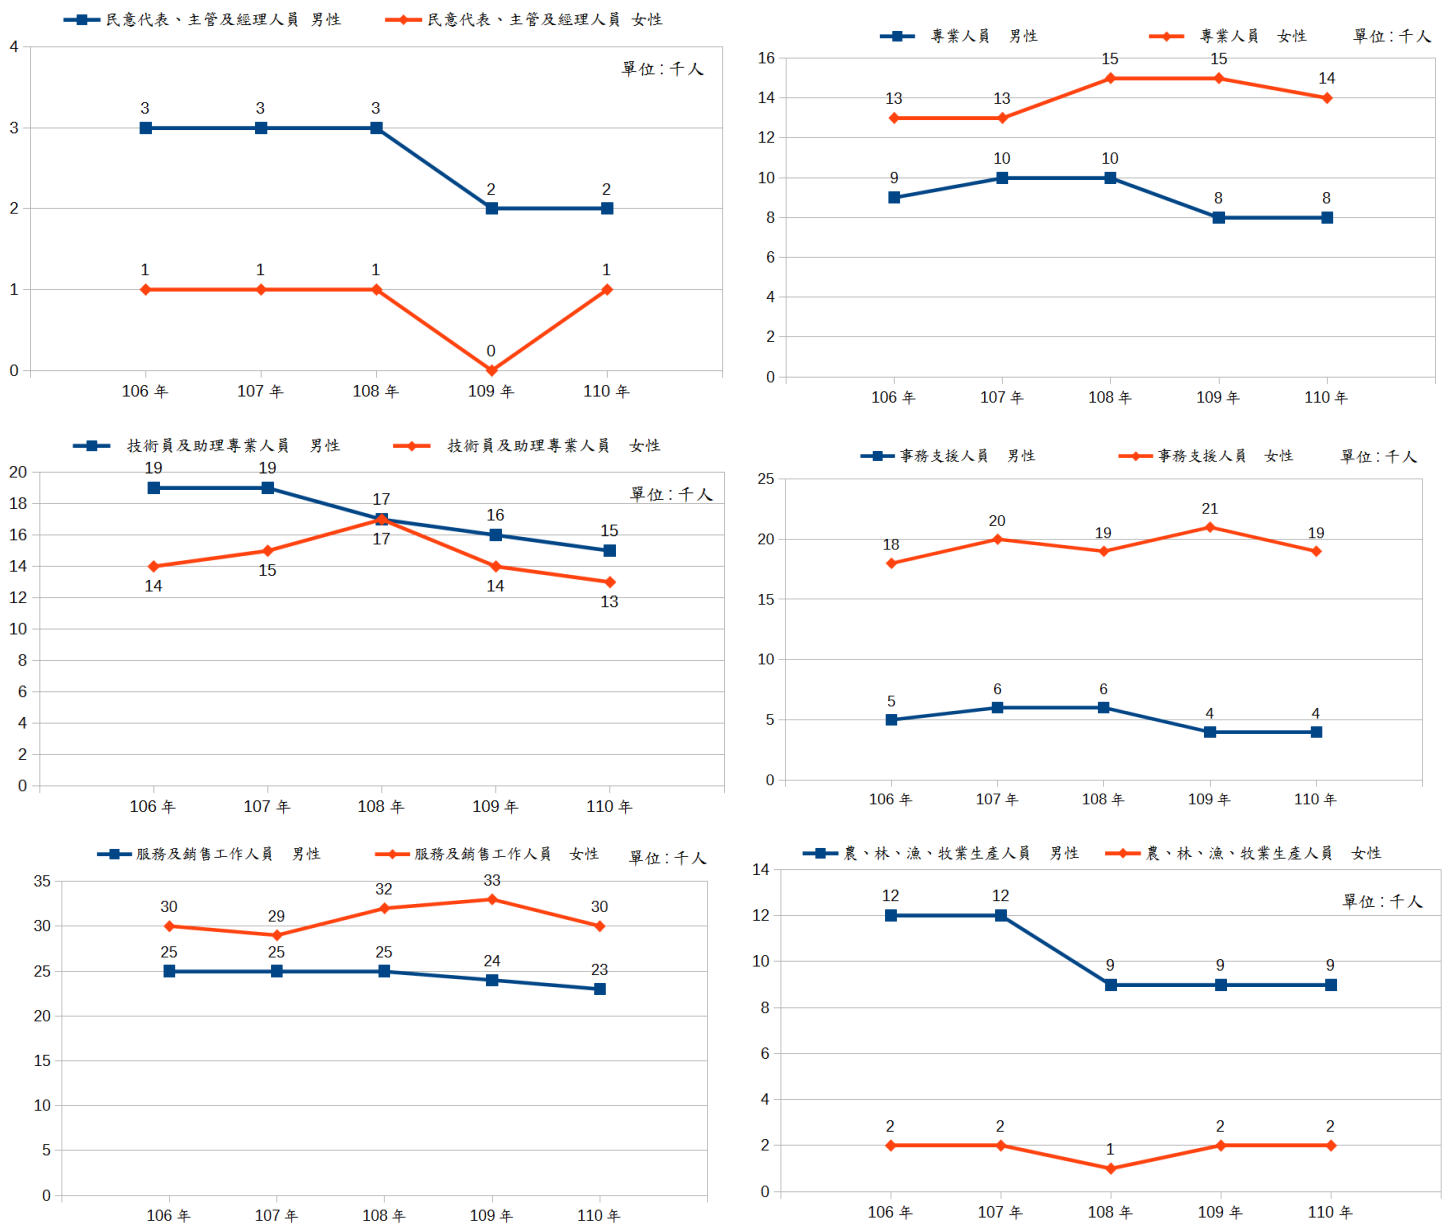 民意代表、主管及經理人員 男性 民意代表、主管及經理人員 女性
單位:千人
4
3
2
1
0
3 3 3 2 2
1 1 1 0 1
106 年 107 年 108 年 109 年 110 年
專業人員 男性 專業人員 女性 單位:千人
16
14
12
10
8
6
4
2
0
13 13 15 15 14
9 10 10 8 8
106 年 107 年 108 年 109 年 110 年
技術員及助理專業人員 男性 技術員及助理專業人員 女性
單位:千人
20
18
16
14
12
10
8
6
4
2
0
19 19 17 16 15
14 15 17 14 13
106 年 107 年 108 年 109 年 110 年
事務支援人員 男性 事務支援人員 女性 單位:千人
25
20
15
10
5
0
18 20 19 21 19
5 6 6 4 4
106 年 107 年 108 年 109 年 110 年
服務及銷售工作人員 男性 服務及銷售工作人員 女性 單位:千人
35
30
25
20
15
10
5
0
30 29 32 33 30
25 25 25 24 23
106 年 107 年 108 年 109 年 110 年
農、林、漁、牧業生產人員 男性 農、林、漁、牧業生產人員 女性
單位:千人
14
12
10
8
6
4
2
0
12 12 9 9 9
2 2 1 2 2
106 年 107 年 108 年 109 年 110 年